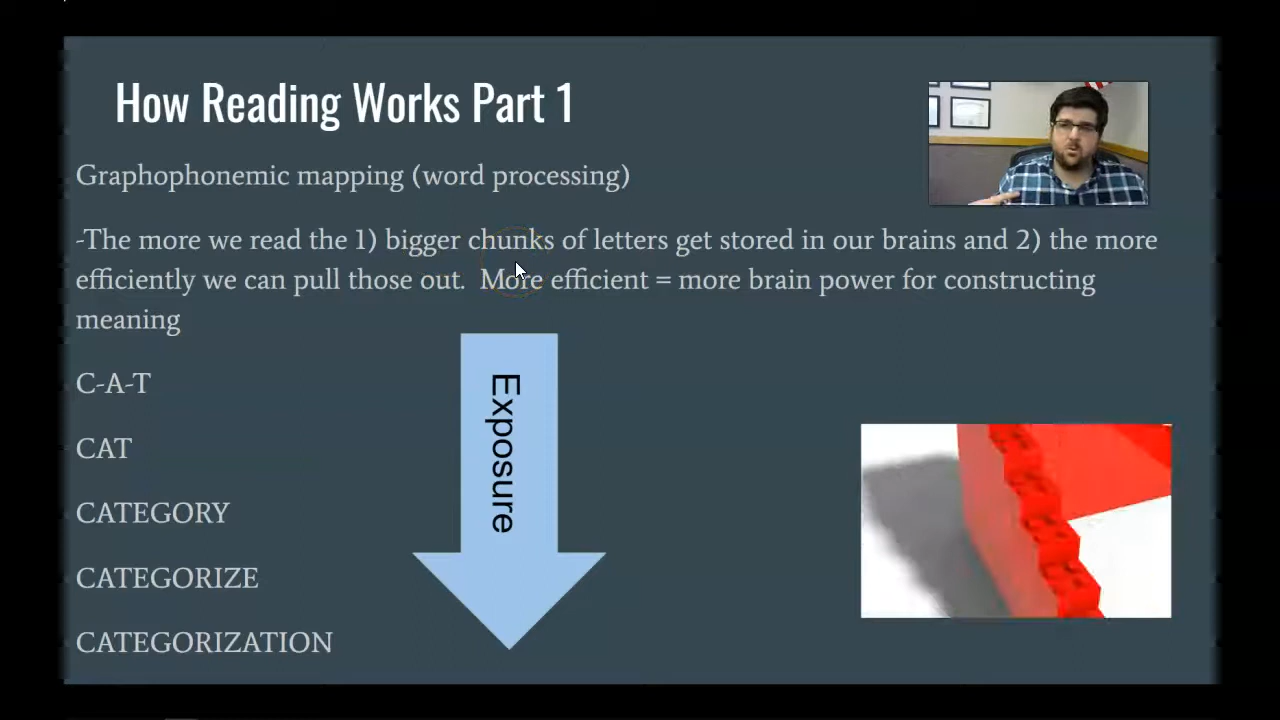 How Reading Works Part 1
Graphophonemic mapping (word processing)
-The more we read the 1) bigger chunks of letters get stored in our brains and 2) the more
efficiently we can pull those out.  More efficient = more brain power for constructing
meaning
C-A-T
CAT
CATEGORY
CATEGORIZE
CATEGORIZATION
Exposure